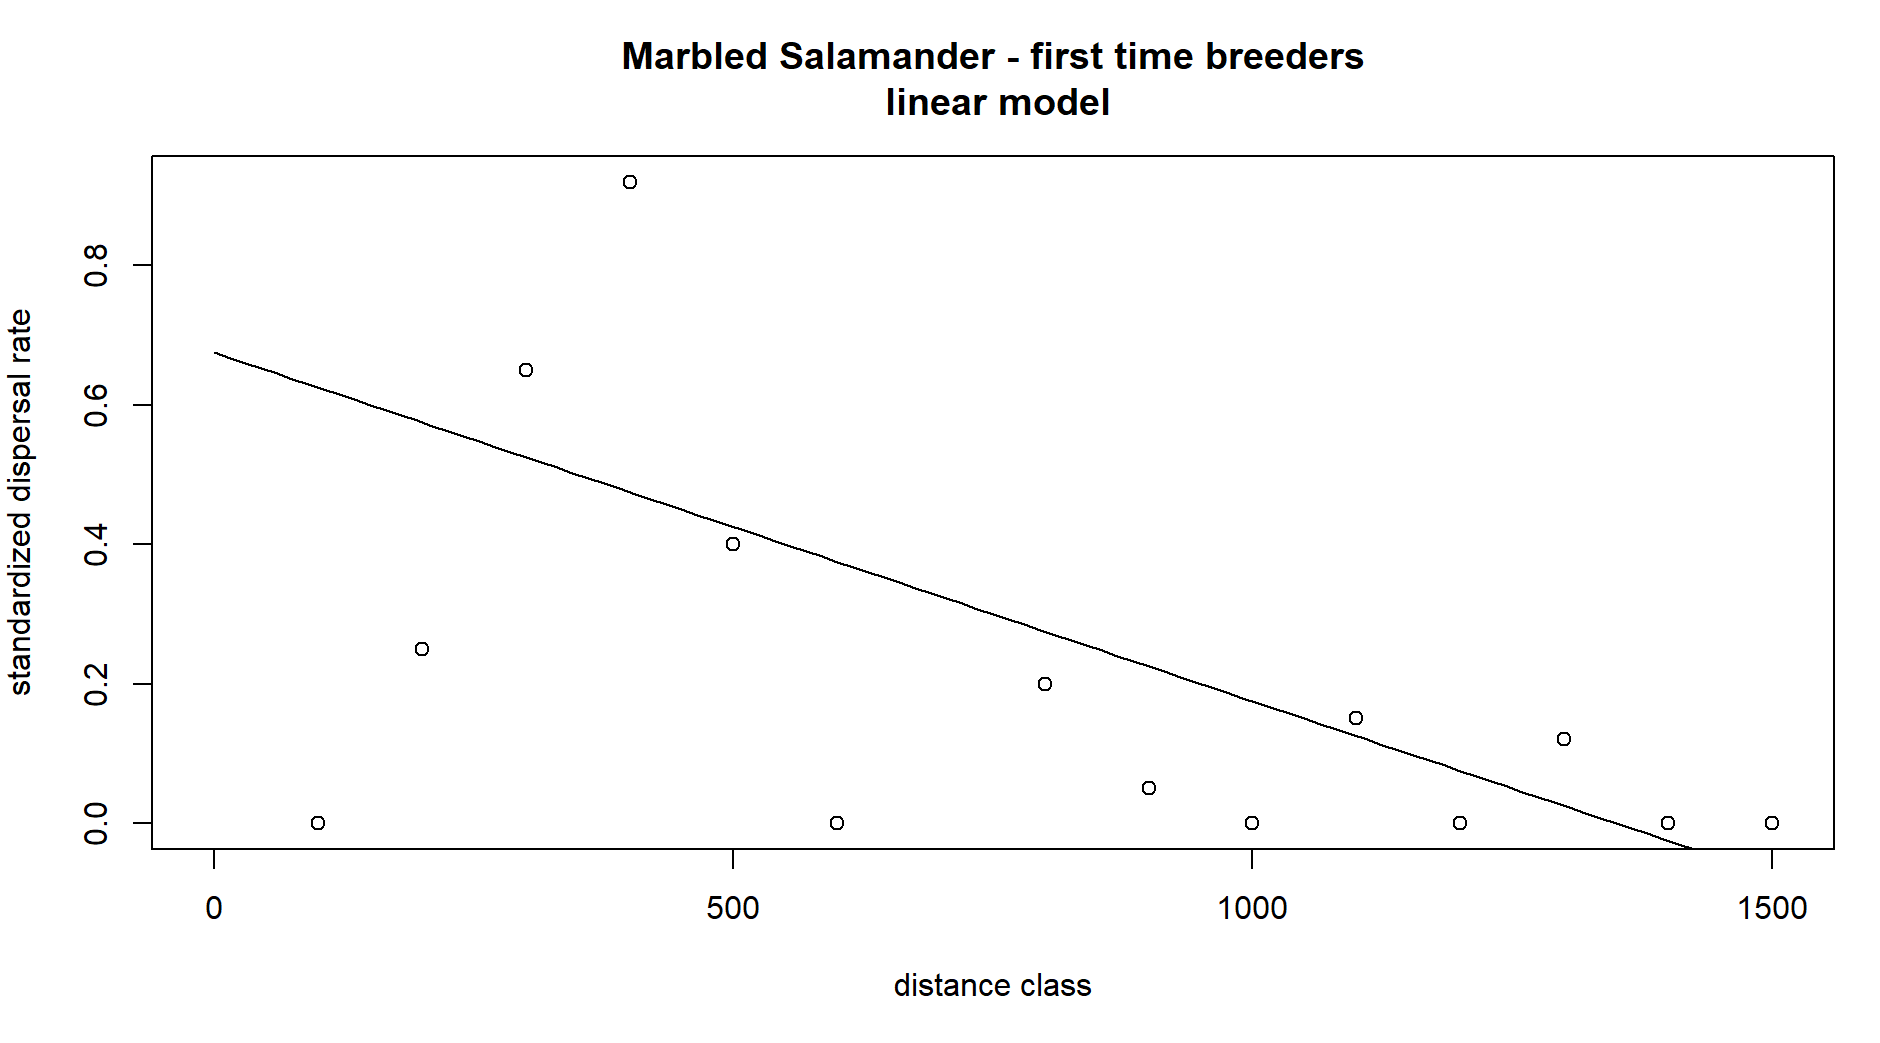 Marbled Salamander - first time breeders
linear model
standardized dispersal rate
0.8
0.6
0.4
0.2
0.0
0
500
1000
1500
distance class